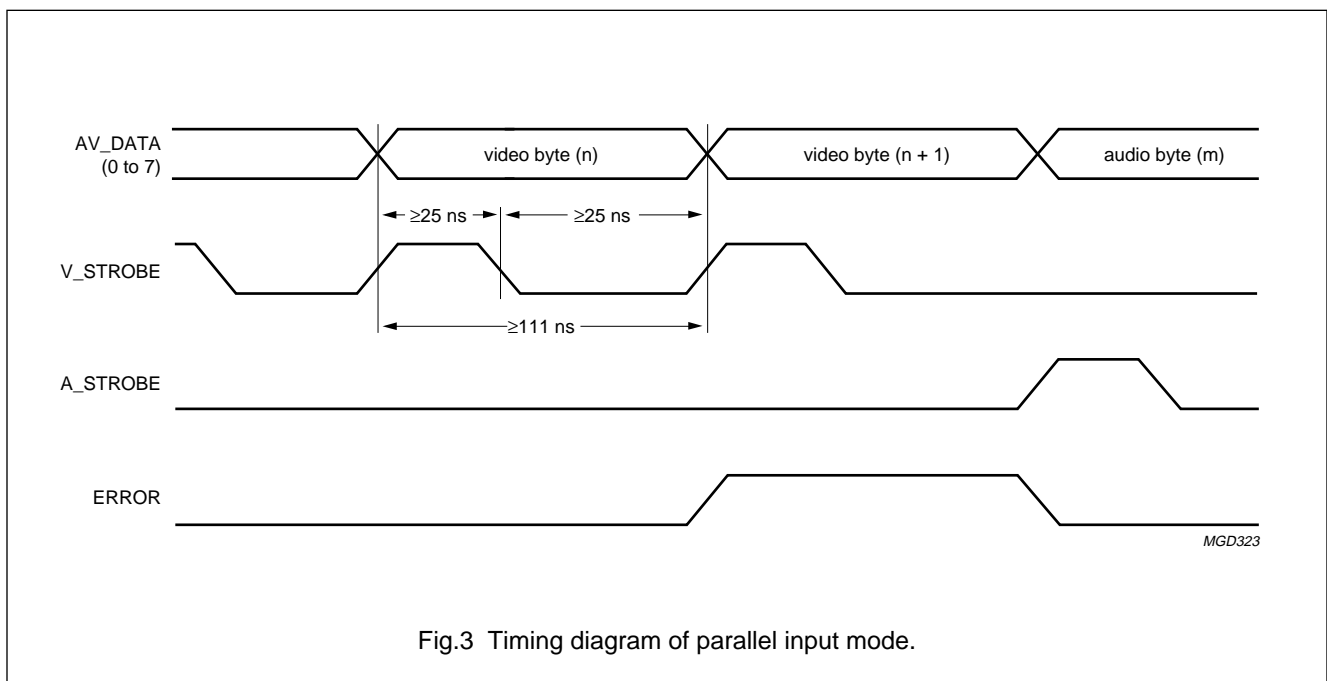 AV_DATA
(0 to 7)
video byte (n)
video byte (n + 1)
audio byte (m)
≥25 ns
≥25 ns
V_STROBE
≥111 ns
A_STROBE
ERROR
MGD323
Fig.3 Timing diagram of parallel input mode.